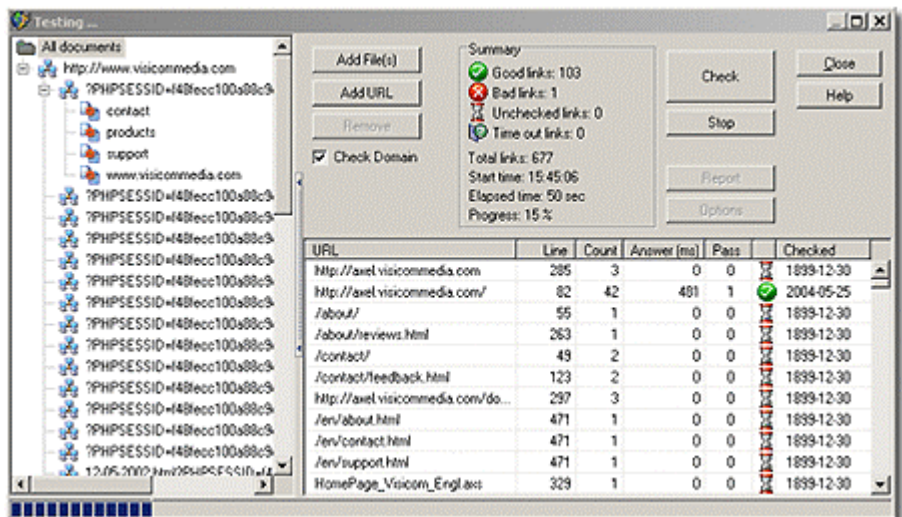 Testing ...
All documents
http://www.visicommedia.com
?PHPSESSID=f48fecc100a88c9
contact
products
support
www.visicommedia.com
?PHPSESSID=f48fecc100a88c9
?PHPSESSID=f48fecc100a88c9
?PHPSESSID=f48fecc100a88c9
?PHPSESSID=f48fecc100a88c9
?PHPSESSID=f48fecc100a88c9
?PHPSESSID=f48fecc100a88c9
?PHPSESSID=f48fecc100a88c9
?PHPSESSID=f48fecc100a88c9
?PHPSESSID=f48fecc100a88c9
?PHPSESSID=f48fecc100a88c9
?PHPSESSID=f48fecc100a88c9
?PHPSESSID=f48fecc100a88c9
Add File(s)
Add URL
Remove
Check Domain
Summary
Good links: 103
Bad links: 1
Unchecked links: 0
Time out links: 0
Total links: 677
Start time: 15:45:06
Elapsed time: 50 sec
Progress: 15 %
Check
Stop
Report
Options
Close
Help
URL Line Count Answer [ms] Pass Checked
http://axel.visicommedia.com 285 3 0 0 1899-12-30
http://axel.visicommedia.com/ 82 42 481 1 2004-05-25
/about/ 55 1 0 0 1899-12-30
/about/reviews.html 263 1 0 0 1899-12-30
/contact/ 49 2 0 0 1899-12-30
/contact/feedback.html 123 2 0 0 1899-12-30
http://axel.visicommedia.com/do... 297 3 0 0 1899-12-30
/en/about.html 471 1 0 0 1899-12-30
/en/contact.html 471 1 0 0 1899-12-30
/en/support.html 471 1 0 0 1899-12-30
HomePage_Visicom_Engl.axs 329 1 0 0 1899-12-30